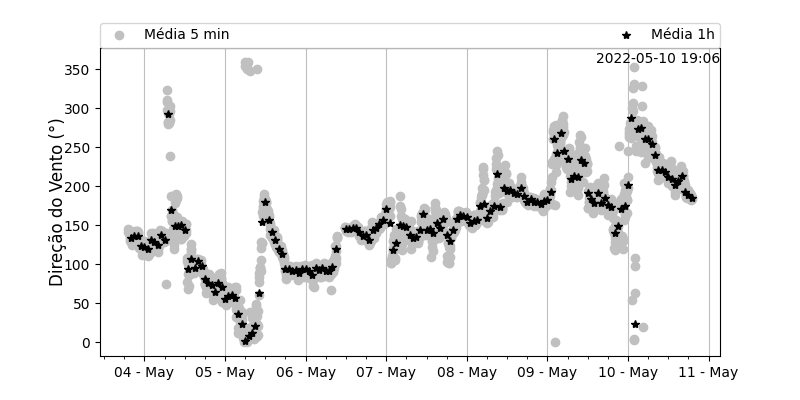 Média 5 min
Média 1h
2022-05-10 19:06
Direção do Vento (°)
350
300
250
200
150
100
50
0
04 - May
05 - May
06 - May
07 - May
08 - May
09 - May
10 - May
11 - May